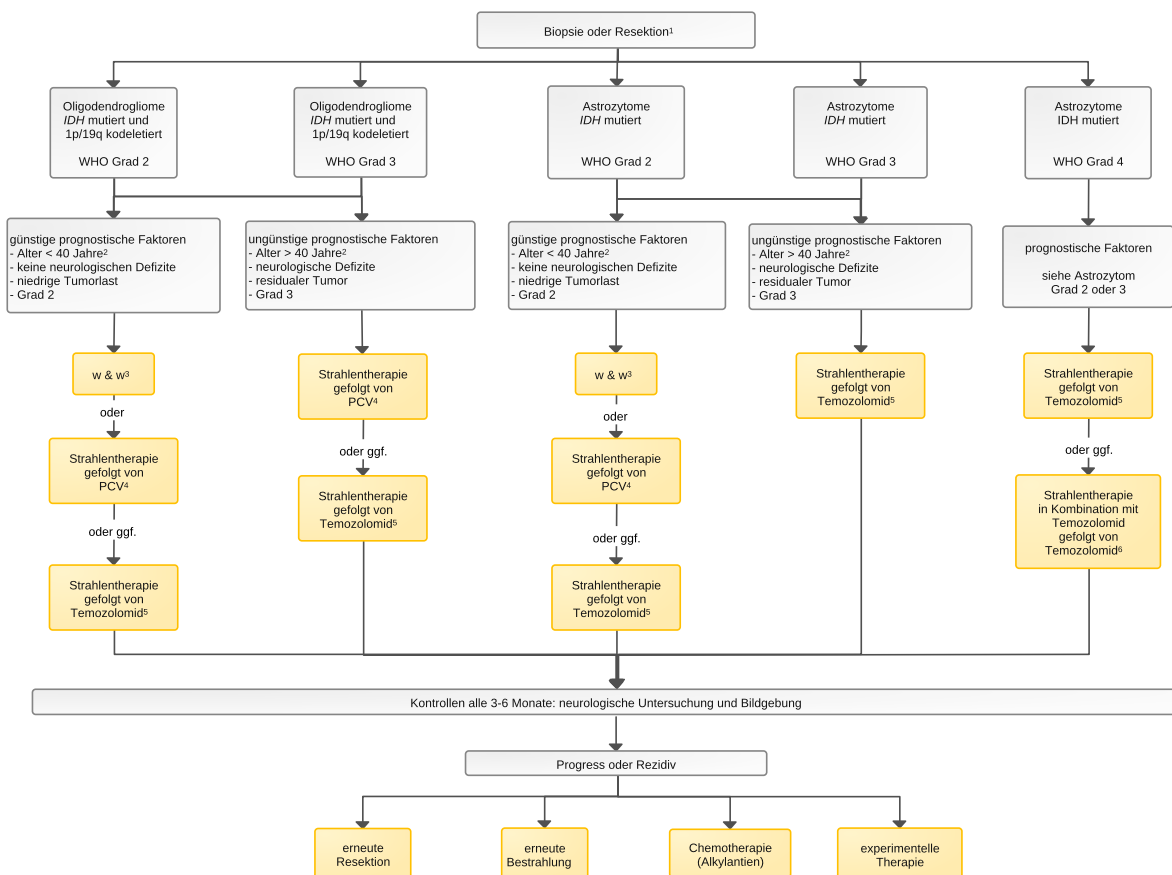 Biopsie oder Resektion¹
Oligodendrogliome
IDH mutiert und
1p/19q kodeletiert
WHO Grad 2
Oligodendrogliome
IDH mutiert und
1p/19q kodeletiert
WHO Grad 3
Astrozytome
IDH mutiert
WHO Grad 2
Astrozytome
IDH mutiert
WHO Grad 3
Astrozytome
IDH mutiert
WHO Grad 4
günstige prognostische Faktoren
- Alter < 40 Jahre²
- keine neurologischen Defizite
- niedrige Tumorlast
- Grad 2
ungünstige prognostische Faktoren
- Alter > 40 Jahre²
- neurologische Defizite
- residualer Tumor
- Grad 3
günstige prognostische Faktoren
- Alter < 40 Jahre²
- keine neurologischen Defizite
- niedrige Tumorlast
- Grad 2
ungünstige prognostische Faktoren
- Alter > 40 Jahre²
- neurologische Defizite
- residualer Tumor
- Grad 3
prognostische Faktoren
siehe Astrozytom
Grad 2 oder 3
w & w³
oder
Strahlentherapie
gefolgt von
PCV⁴
oder ggf.
Strahlentherapie
gefolgt von
Temozolomid⁵
Strahlentherapie
gefolgt von
PCV⁴
oder ggf.
Strahlentherapie
gefolgt von
Temozolomid⁵
w & w³
oder
Strahlentherapie
gefolgt von
PCV⁴
oder ggf.
Strahlentherapie
gefolgt von
Temozolomid⁵
Strahlentherapie
gefolgt von
Temozolomid⁵
Strahlentherapie
gefolgt von
Temozolomid⁵
oder ggf.
Strahlentherapie
in Kombination mit
Temozolomid
gefolgt von
Temozolomid⁶
Kontrollen alle 3-6 Monate: neurologische Untersuchung und Bildgebung
Progress oder Rezidiv
erneute
Resektion
erneute
Bestrahlung
Chemotherapie
(Alkylantien)
experimentelle
Therapie